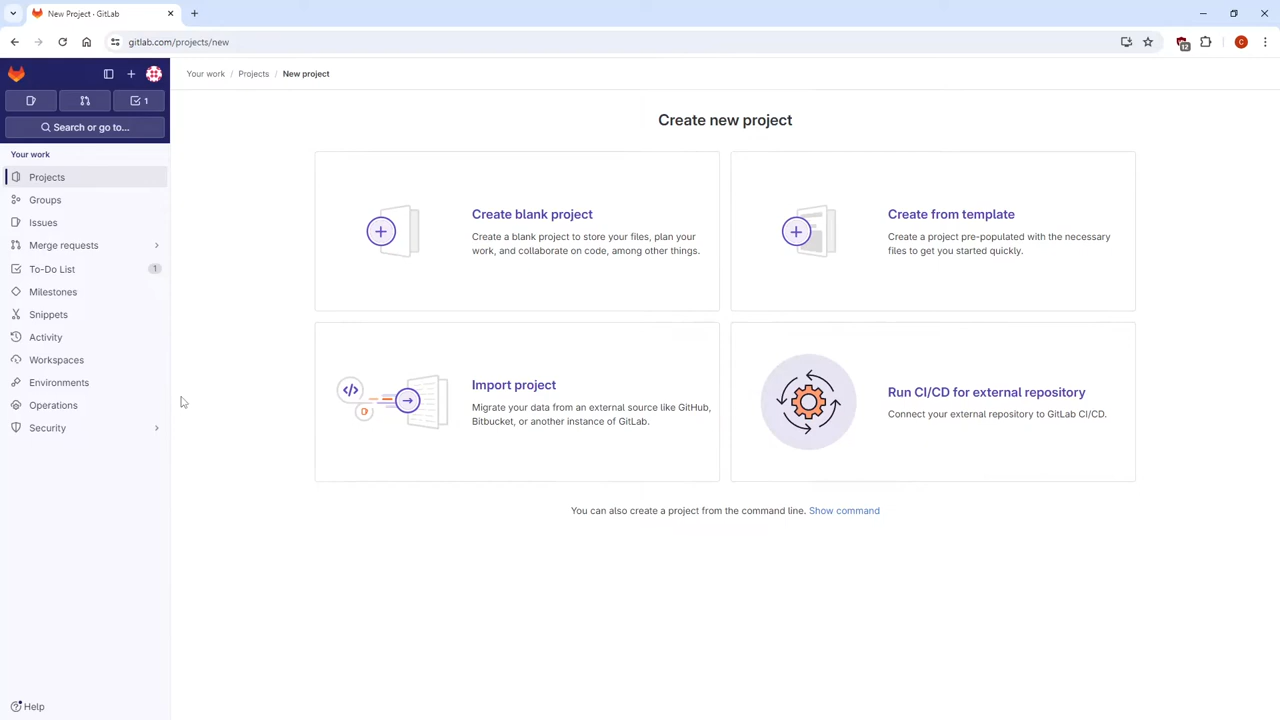 New Project · GitLab
gitlab.com/projects/new
12
C
1
Search or go to...
Your work
Projects
Groups
Issues
Merge requests
To-Do List
1
Milestones
Snippets
Activity
Workspaces
Environments
Operations
Security
Help
Your work / Projects / New project
Create new project
Create blank project
Create a blank project to store your files, plan your
work, and collaborate on code, among other things.
Create from template
Create a project pre-populated with the necessary
files to get you started quickly.
Import project
Migrate your data from an external source like GitHub,
Bitbucket, or another instance of GitLab.
Run CI/CD for external repository
Connect your external repository to GitLab CI/CD.
You can also create a project from the command line. Show command